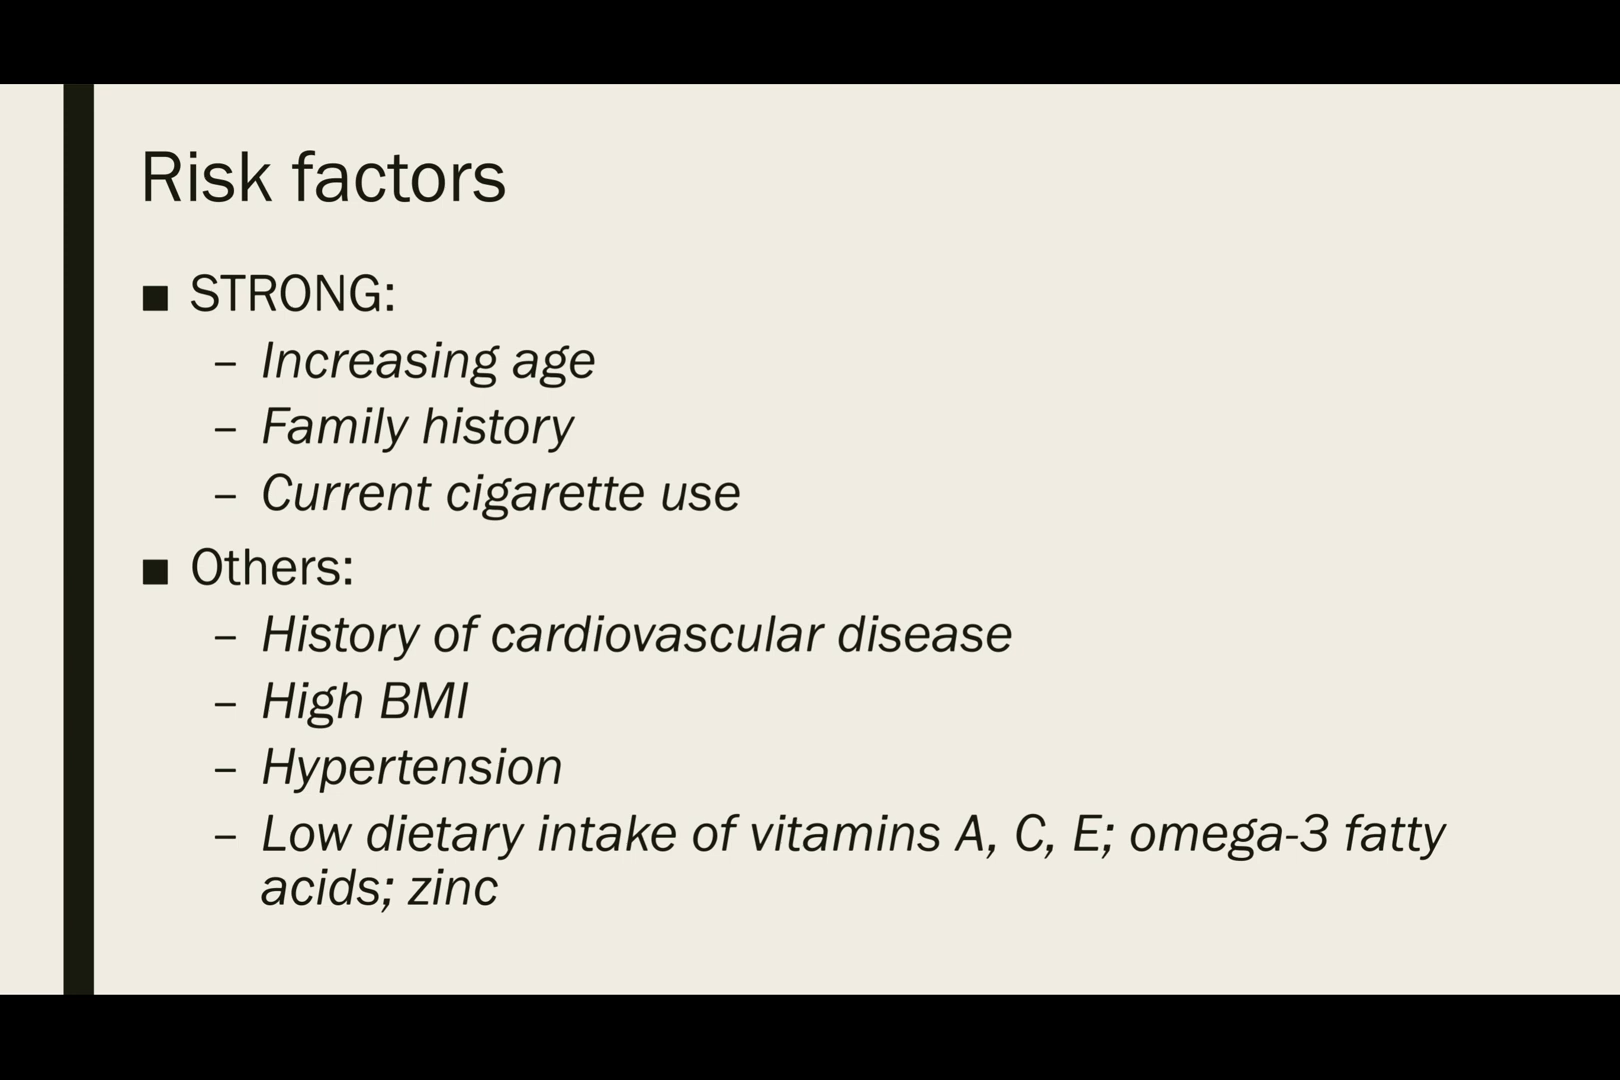 Risk factors
■ STRONG:
– Increasing age
– Family history
– Current cigarette use
■ Others:
– History of cardiovascular disease
– High BMI
– Hypertension
– Low dietary intake of vitamins A, C, E; omega-3 fatty
acids; zinc